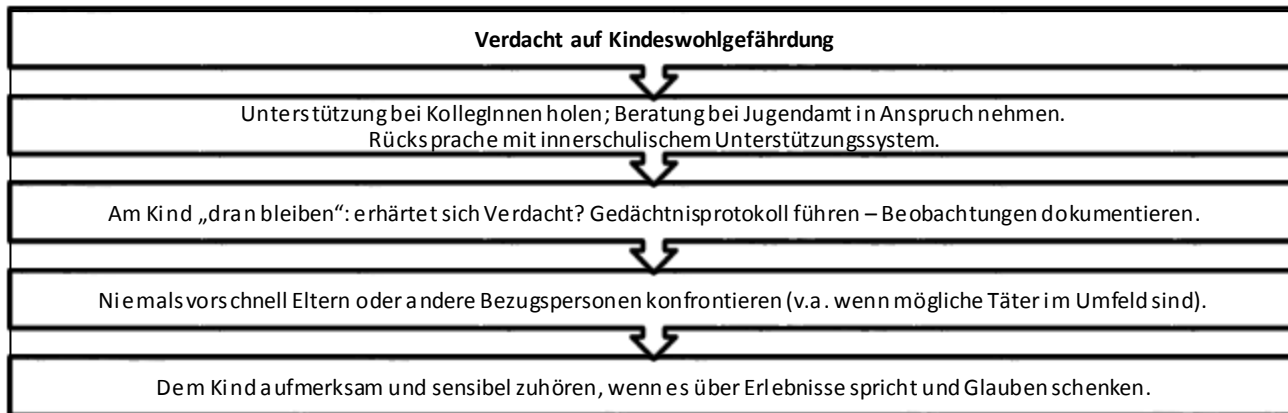 Verdacht auf Kindeswohlgefährdung
Unterstützung bei KollegInnen holen; Beratung bei Jugendamt in Anspruch nehmen.
Rücksprache mit innerschulischem Unterstützungssystem.
Am Kind „dran bleiben“: erhärtet sich Verdacht? Gedächtnisprotokoll führen – Beobachtungen dokumentieren.
Niemals vorschnell Eltern oder andere Bezugspersonen konfrontieren (v.a. wenn mögliche Täter im Umfeld sind).
Dem Kind aufmerksam und sensibel zuhören, wenn es über Erlebnisse spricht und Glauben schenken.